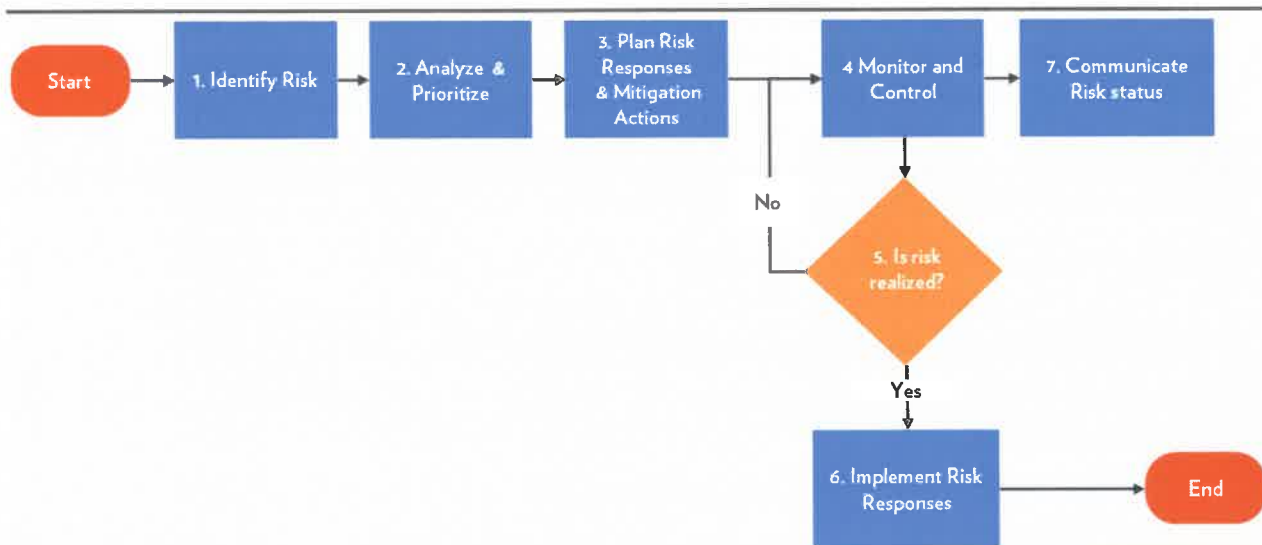 Start
1. Identify Risk
2. Analyze &
Prioritize
3. Plan Risk
Responses
& Mitigation
Actions
4 Monitor and
Control
7. Communicate
Risk status
No
5. Is risk
realized?
Yes
6. Implement Risk
Responses
End